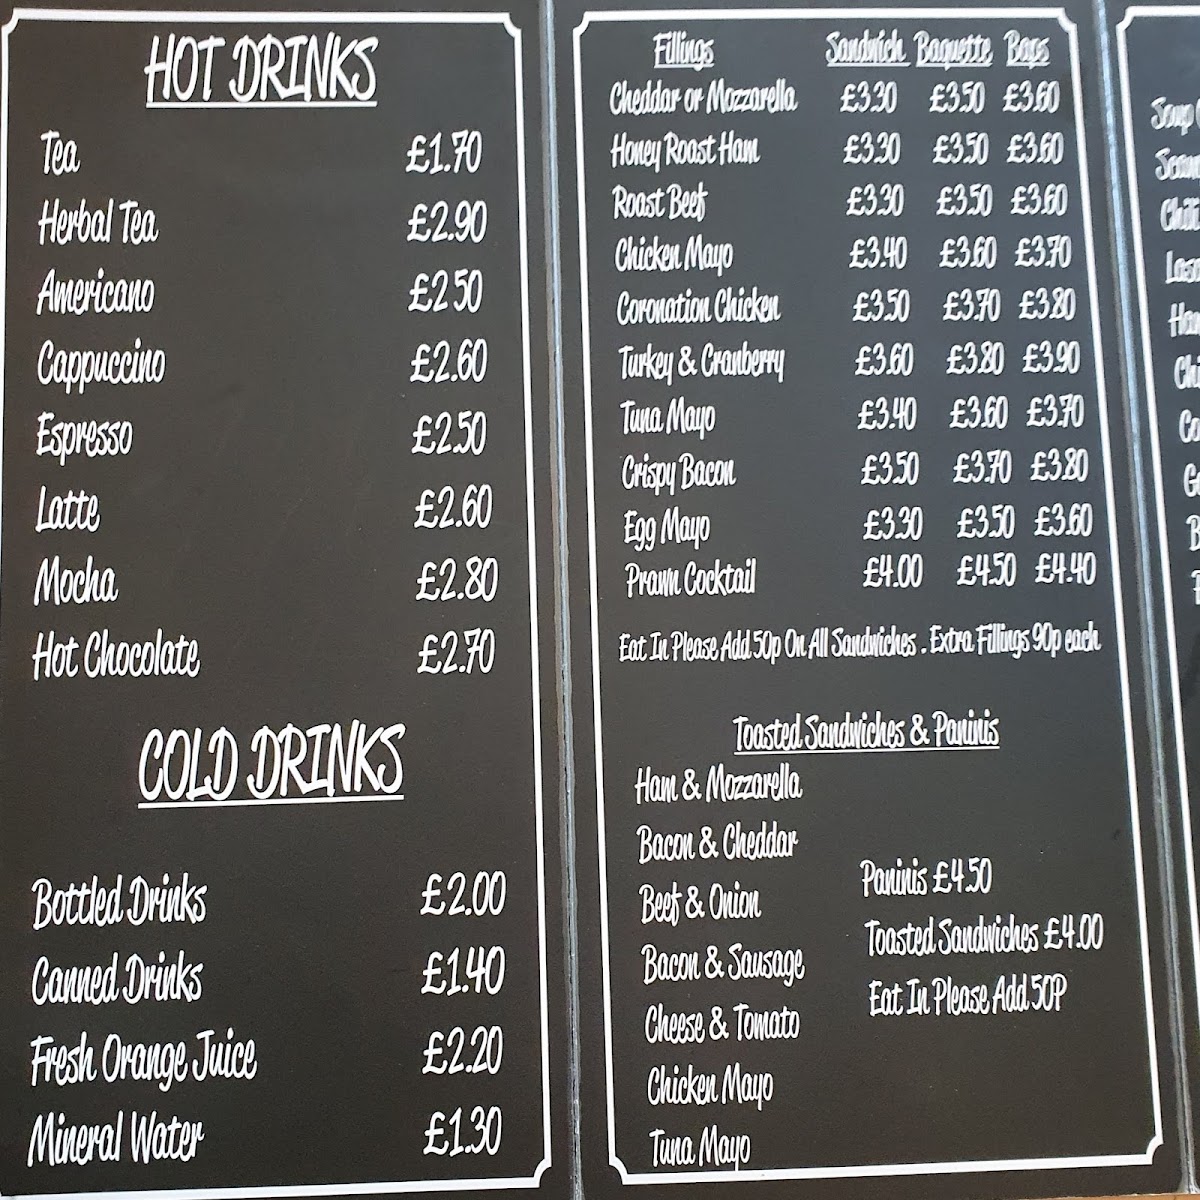 HOT DRINKS
Tea £1.70
Herbal Tea £2.90
Americano £2.50
Cappuccino £2.60
Espresso £2.50
Latte £2.60
Mocha £2.80
Hot Chocolate £2.70
COLD DRINKS
Bottled Drinks £2.00
Canned Drinks £1.40
Fresh Orange Juice £2.20
Mineral Water £1.30
Fillings Sandwich Baguette Baps
Cheddar or Mozzarella £3.30 £3.50 £3.60
Honey Roast Ham £3.30 £3.50 £3.60
Roast Beef £3.30 £3.50 £3.60
Chicken Mayo £3.40 £3.60 £3.70
Coronation Chicken £3.50 £3.70 £3.80
Turkey & Cranberry £3.60 £3.80 £3.90
Tuna Mayo £3.40 £3.60 £3.70
Crispy Bacon £3.50 £3.70 £3.80
Egg Mayo £3.30 £3.50 £3.60
Prawn Cocktail £4.00 £4.50 £4.40
Eat In Please Add 50p On All Sandwiches . Extra Fillings 90p each
Toasted Sandwiches & Paninis
Ham & Mozzarella
Bacon & Cheddar
Beef & Onion
Bacon & Sausage
Cheese & Tomato
Chicken Mayo
Tuna Mayo
Paninis £4.50
Toasted Sandwiches £4.00
Eat In Please Add 50P
Soup